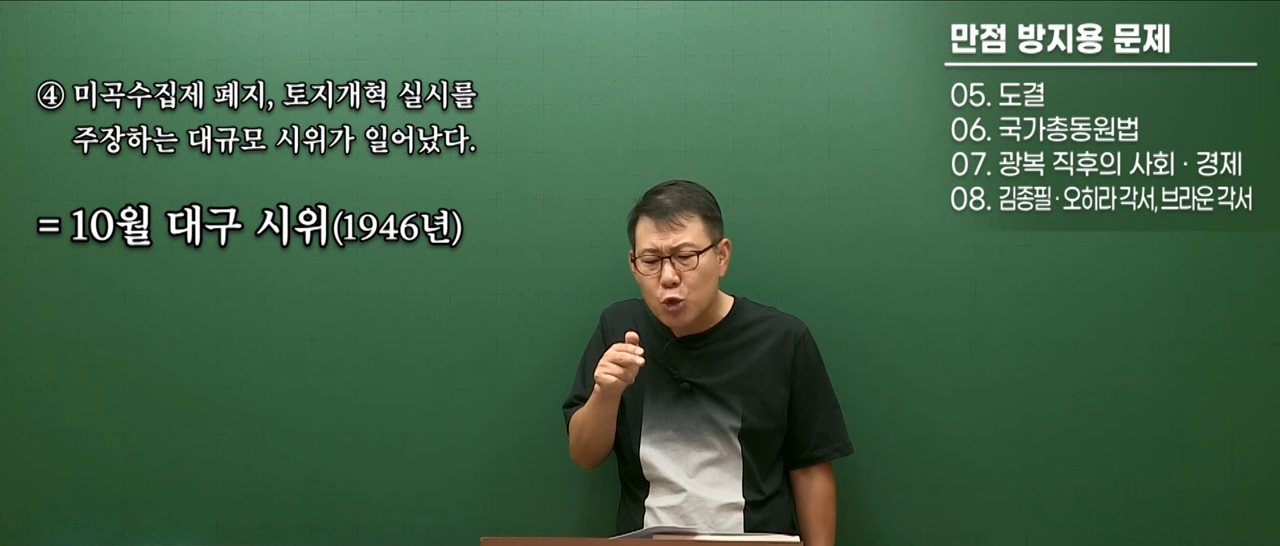 ④ 미곡수집제 폐지, 토지개혁 실시를
주장하는 대규모 시위가 일어났다.
= 10월 대구 시위(1946년)
만점 방지용 문제
05. 도결
06. 국가총동원법
07. 광복 직후의 사회 · 경제
08. 김종필 · 오히라 각서, 브라운 각서